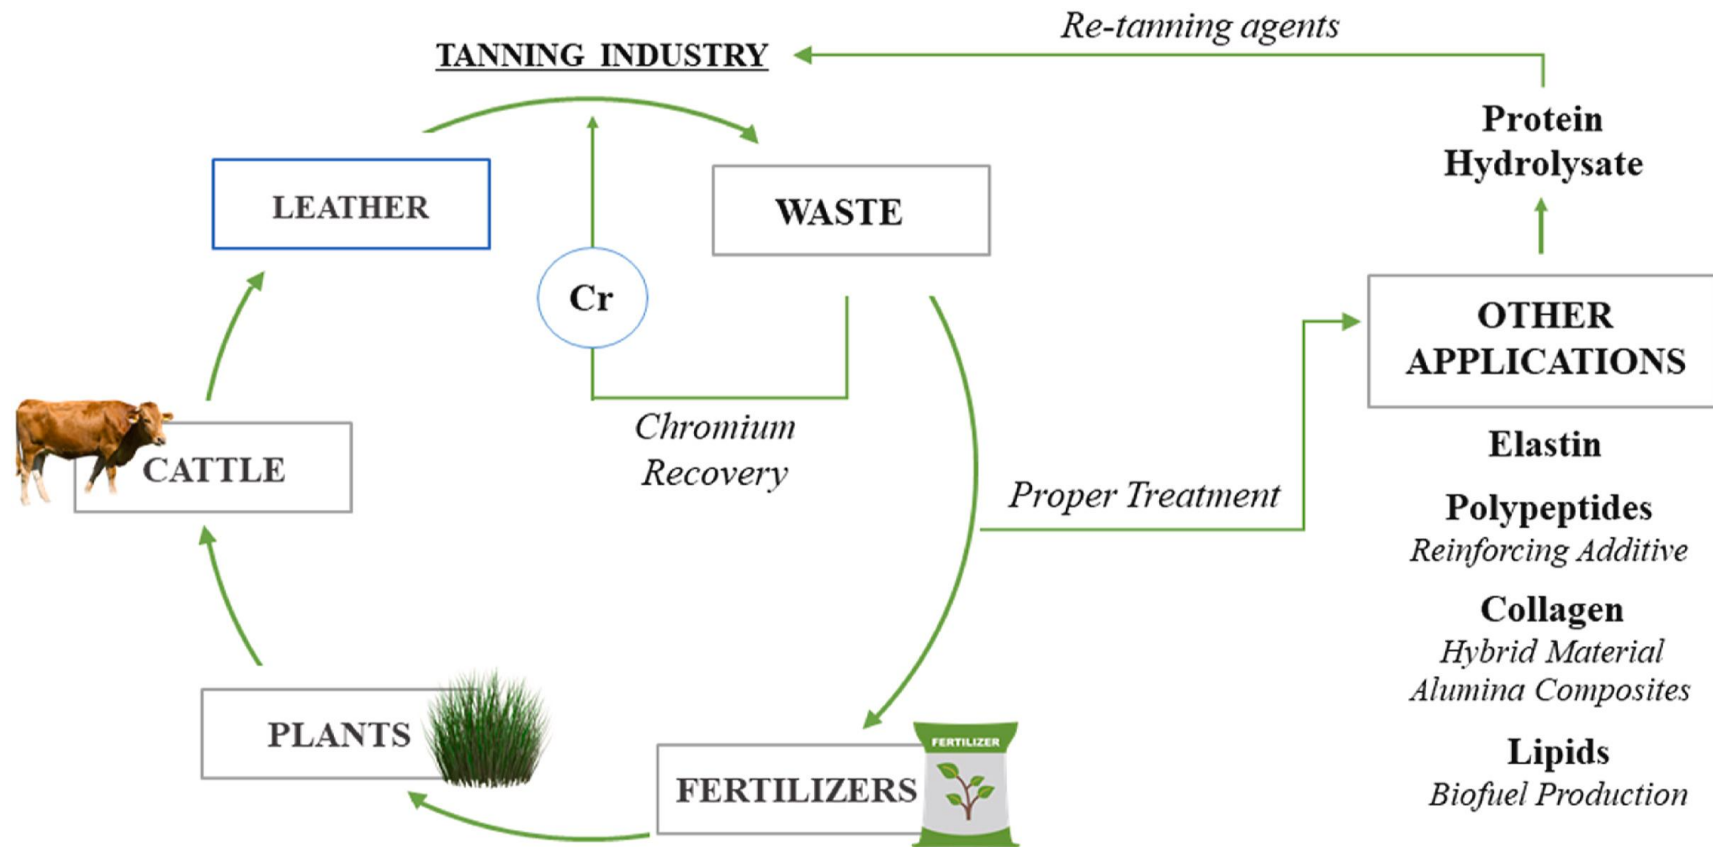 Re-tanning agents
TANNING INDUSTRY
Protein
Hydrolysate
LEATHER
WASTE
Cr
OTHER
APPLICATIONS
Chromium
Recovery
CATTLE
Elastin
Proper Treatment
Polypeptides
Reinforcing Additive
Collagen
Hybrid Material
Alumina Composites
PLANTS
FERTILIZER
Lipids
FERTILIZERS
Biofuel Production